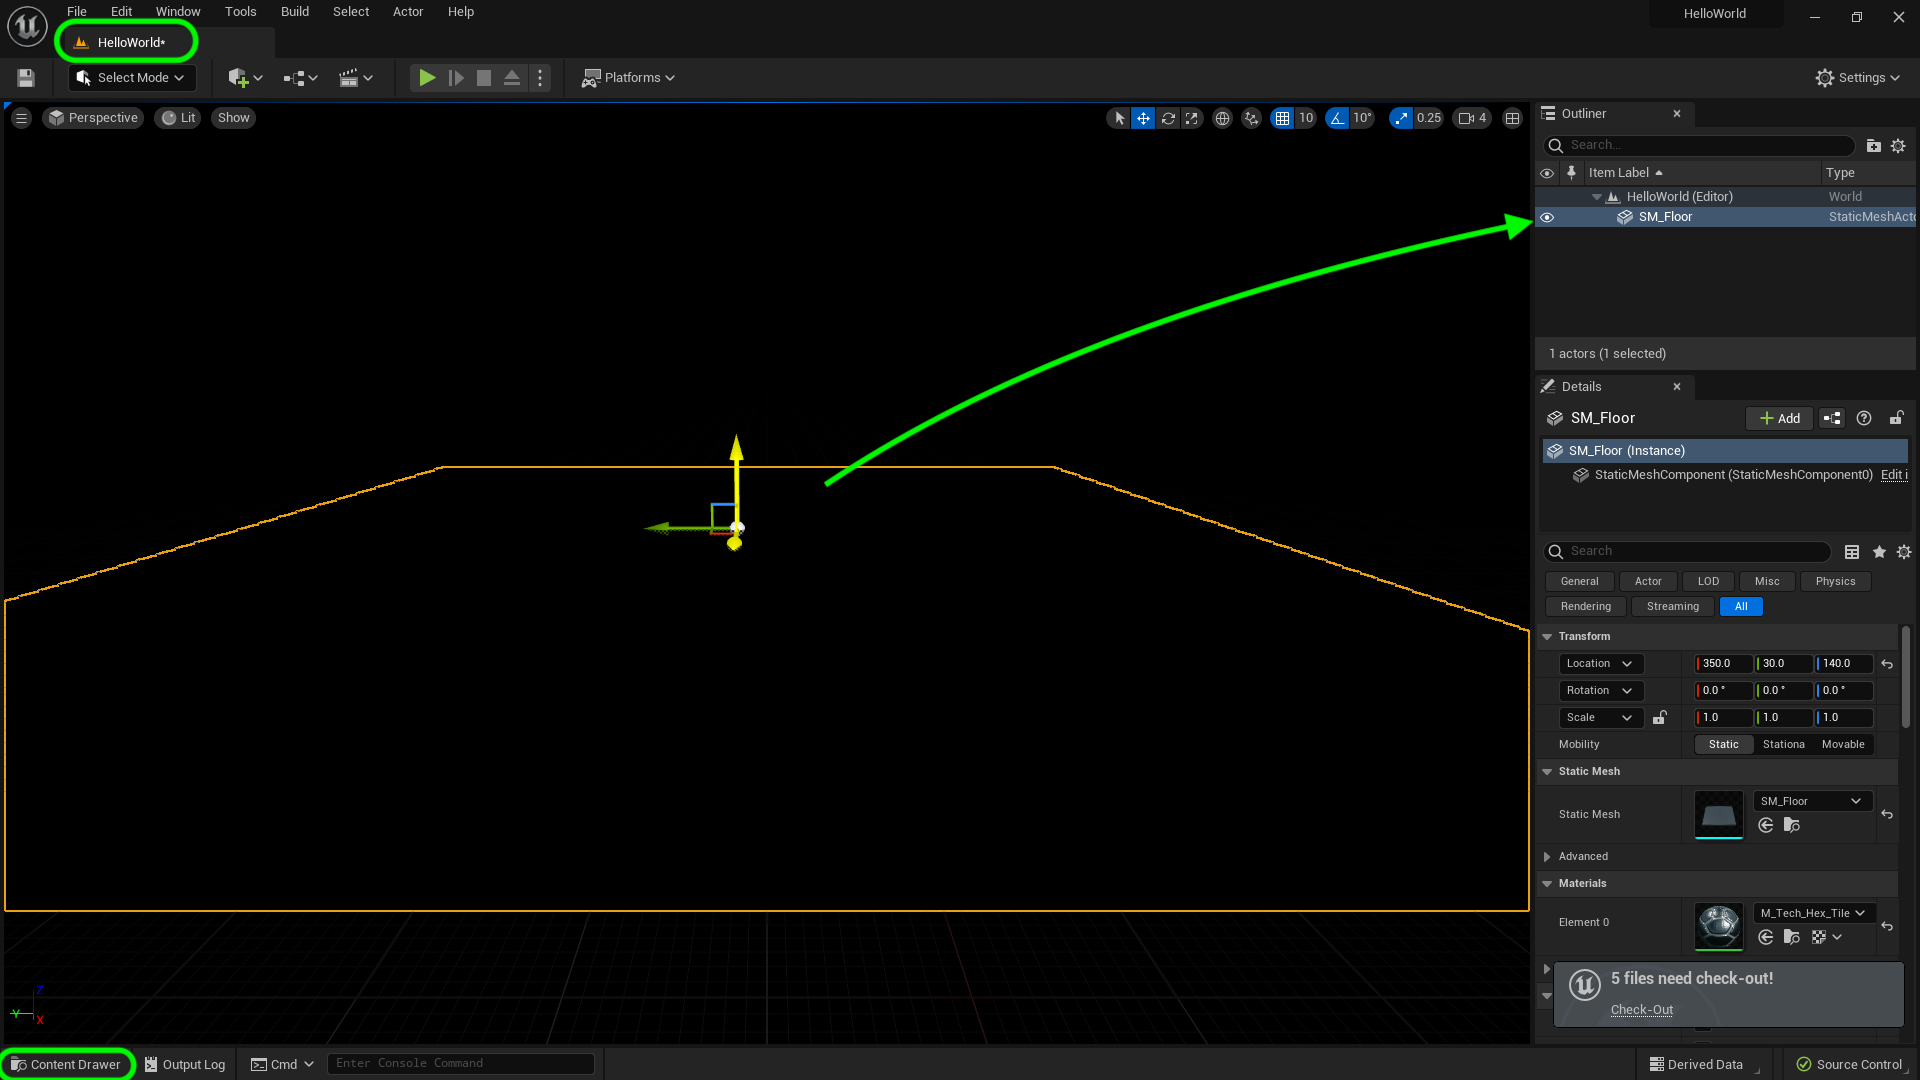 File Edit Window Tools Build Select Actor Help
HelloWorld
HelloWorld*
Select Mode
Platforms
Settings
Perspective Lit Show
10 10° 0.25 4
Outliner
Search...
Item Label Type
HelloWorld (Editor) World
SM_Floor StaticMeshActo
1 actors (1 selected)
Details
SM_Floor
Add
SM_Floor (Instance)
StaticMeshComponent (StaticMeshComponent0) Edit i
Search
General Actor LOD Misc Physics
Rendering Streaming All
Transform
Location 350.0 30.0 140.0
Rotation 0.0 ° 0.0 ° 0.0 °
Scale 1.0 1.0 1.0
Mobility Static Stationa Movable
Static Mesh
Static Mesh SM_Floor
Advanced
Materials
Element 0 M_Tech_Hex_Tile
5 files need check-out!
Check-Out
Z
Y
X
Content Drawer Output Log Cmd Enter Console Command Derived Data Source Control